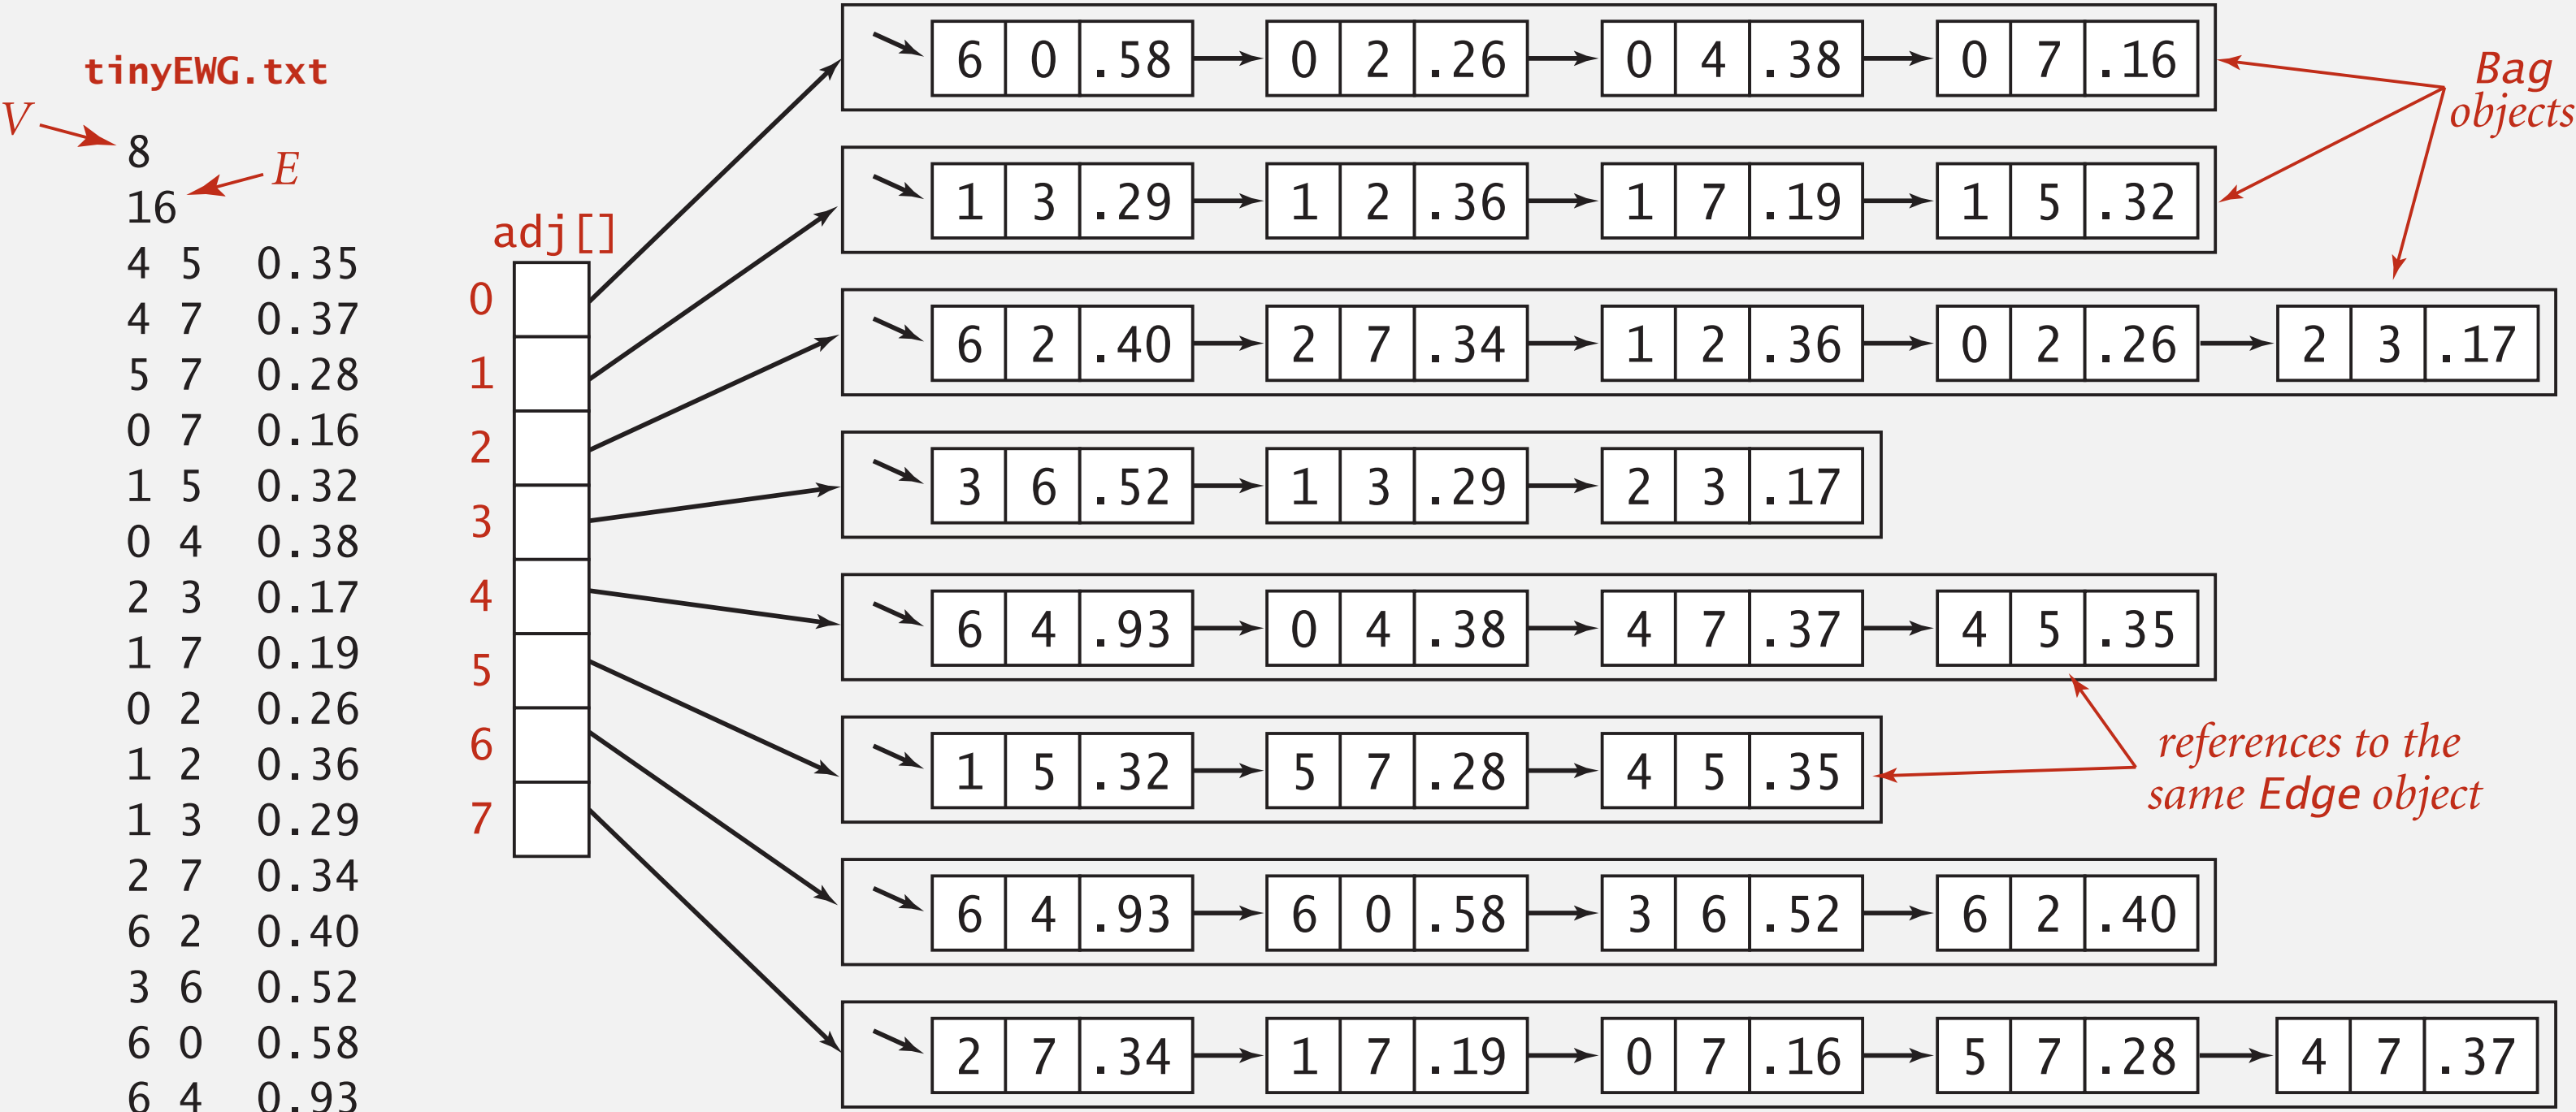 tinyEWG.txt
V
8
E
16
4 5 0.35
4 7 0.37
5 7 0.28
0 7 0.16
1 5 0.32
0 4 0.38
2 3 0.17
1 7 0.19
0 2 0.26
1 2 0.36
1 3 0.29
2 7 0.34
6 2 0.40
3 6 0.52
6 0 0.58
6 4 0.93
adj[]
0
1
2
3
4
5
6
7
6 0 .58 0 2 .26 0 4 .38 0 7 .16
1 3 .29 1 2 .36 1 7 .19 1 5 .32
6 2 .40 2 7 .34 1 2 .36 0 2 .26 2 3 .17
3 6 .52 1 3 .29 2 3 .17
6 4 .93 0 4 .38 4 7 .37 4 5 .35
1 5 .32 5 7 .28 4 5 .35
6 4 .93 6 0 .58 3 6 .52 6 2 .40
2 7 .34 1 7 .19 0 7 .16 5 7 .28 4 7 .37
Bag
objects
references to the
same Edge object